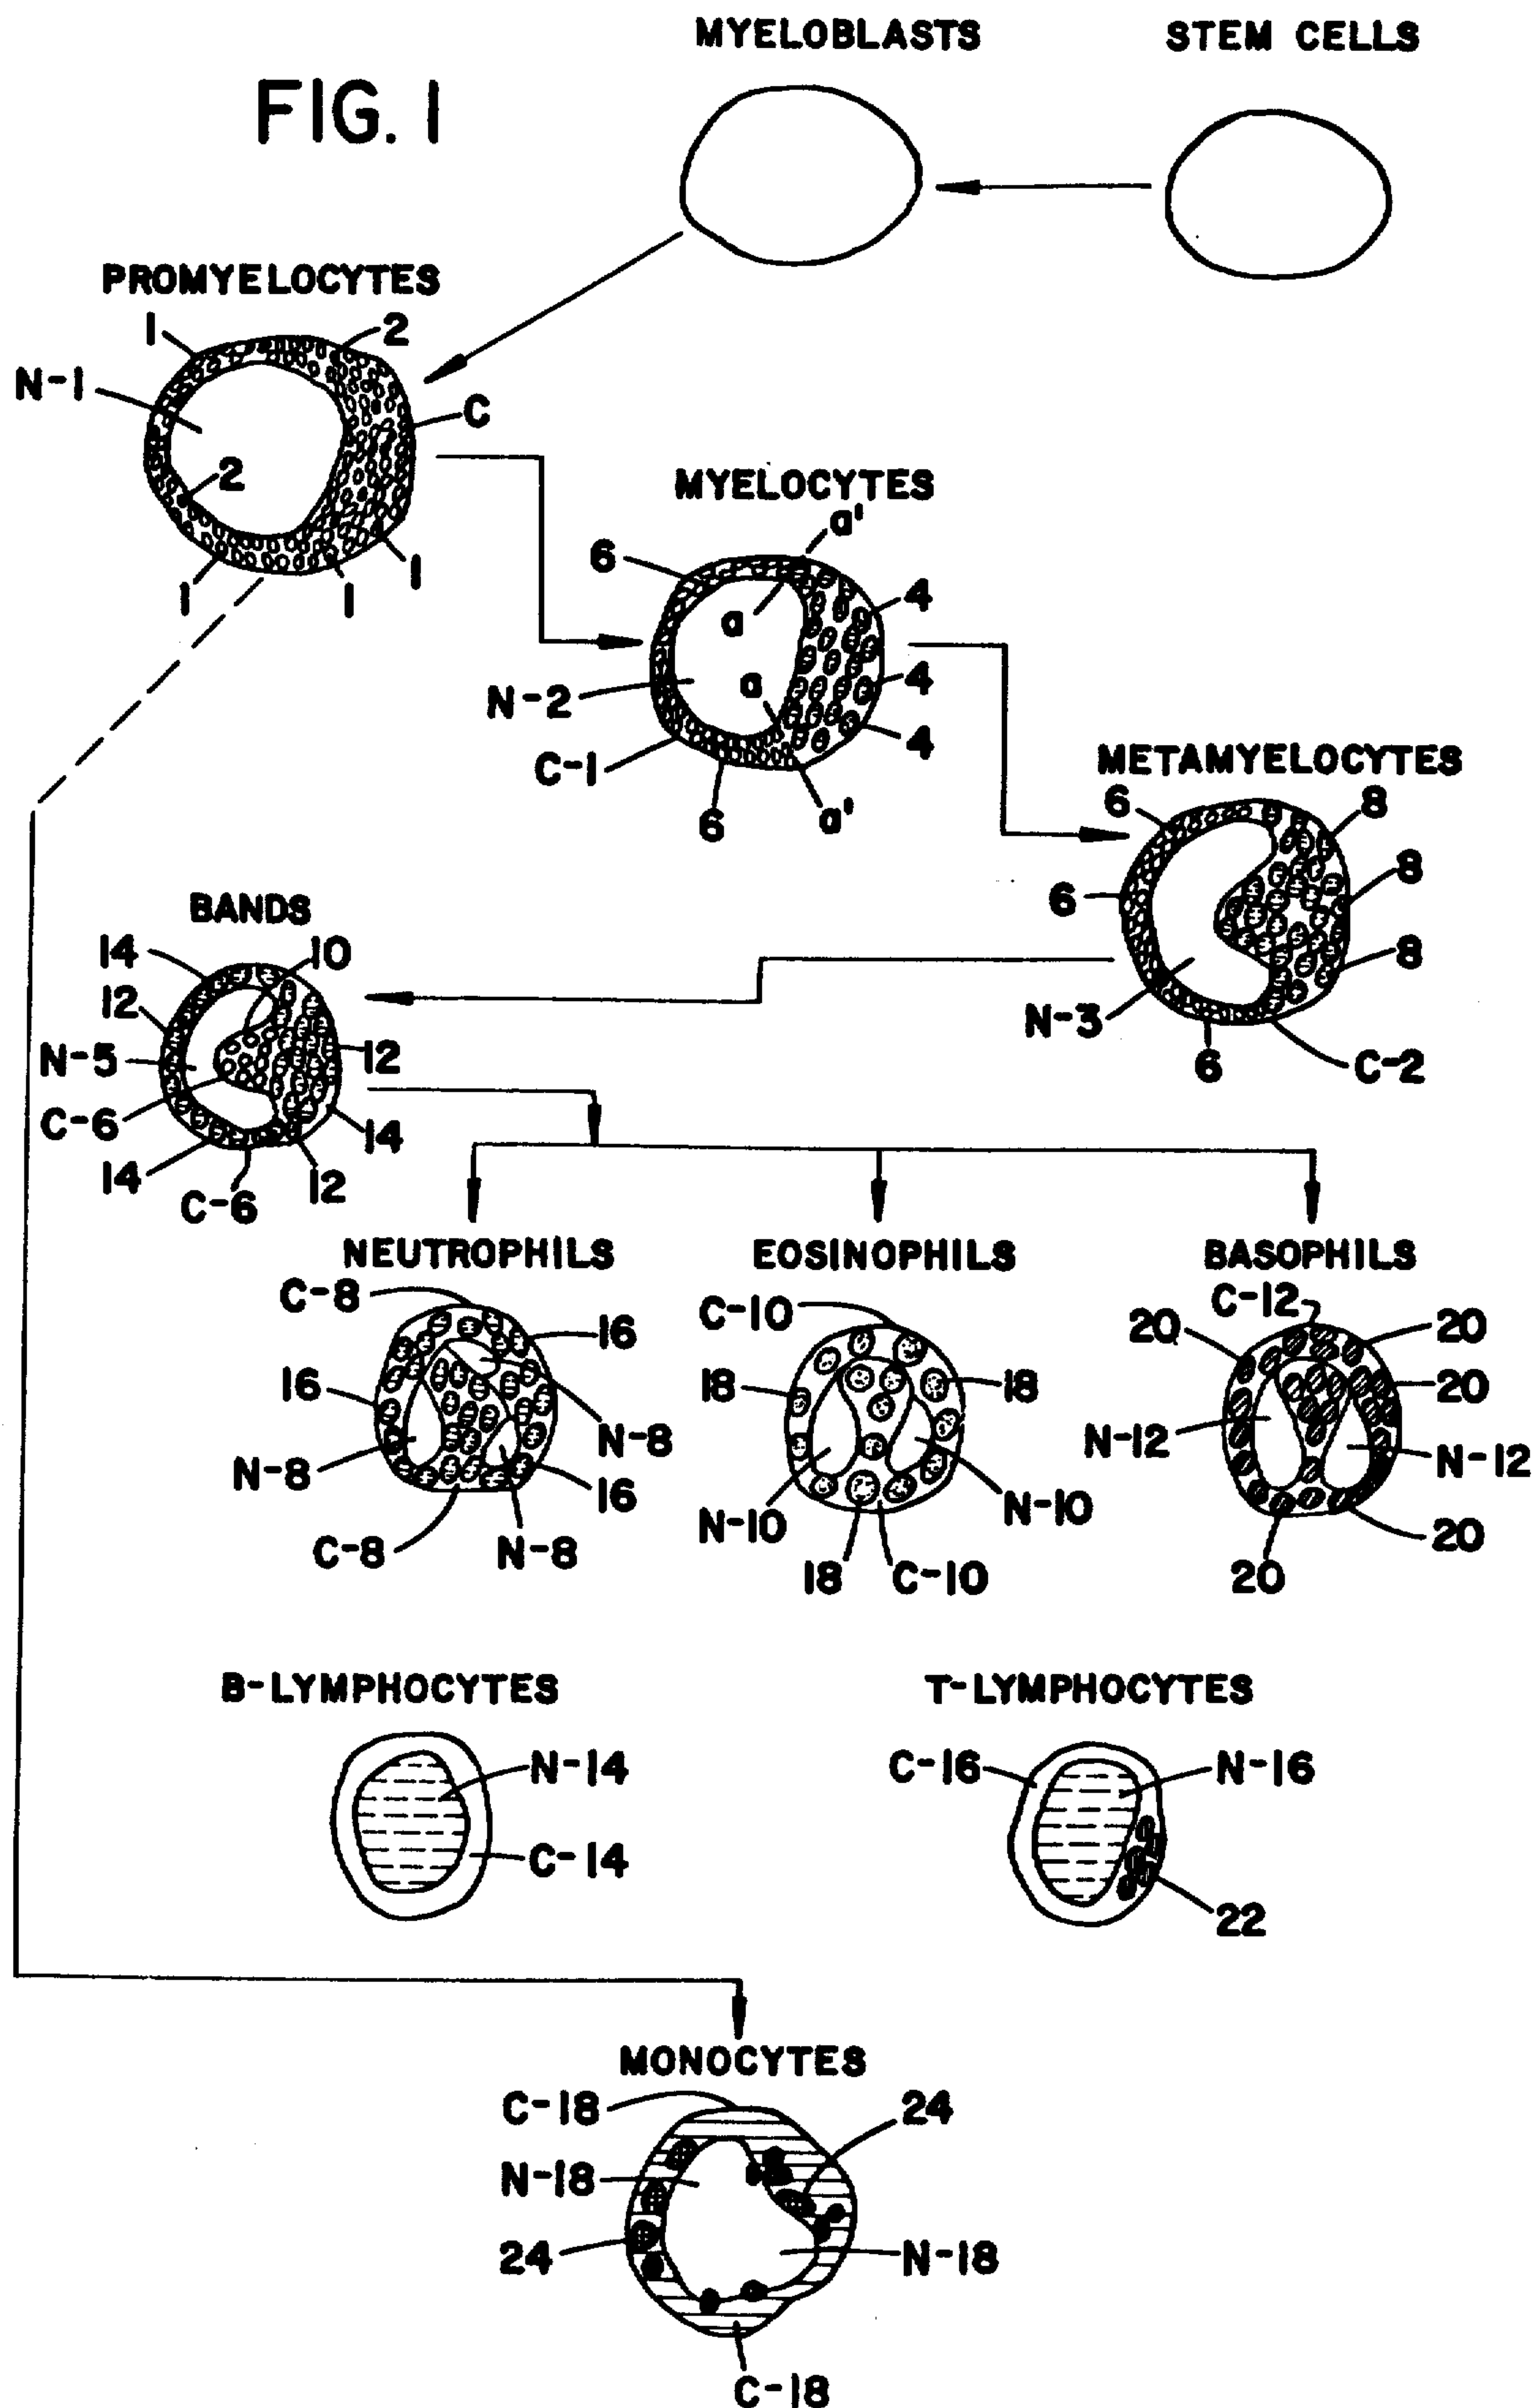 MYELOBLASTS
STEM CELLS
FIG. 1
PROMYELOCYTES
1
2
N-1
C
2
1
1
1
MYELOCYTES
a'
6
4
a
N-2
a
4
C-1
4
6
a'
METAMYELOCYTES
6
8
8
6
8
N-3
6
C-2
BANDS
14
10
12
N-5
12
C-6
14
14
12
C-6
NEUTROPHILS
C-8
16
16
N-8
N-8
16
C-8
N-8
EOSINOPHILS
C-10
18
18
N-10
N-10
18
C-10
BASOPHILS
C-12
20
20
20
N-12
N-12
20
20
B-LYMPHOCYTES
N-14
C-14
T-LYMPHOCYTES
C-16
N-16
22
MONOCYTES
C-18
24
N-18
24
N-18
C-18